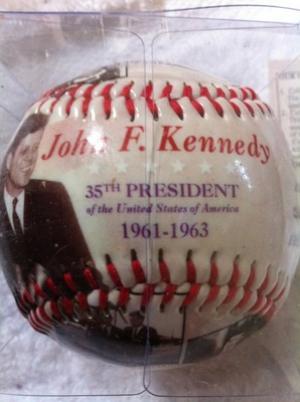 John F. Kennedy
35TH PRESIDENT
of the United States of America
1961-1963